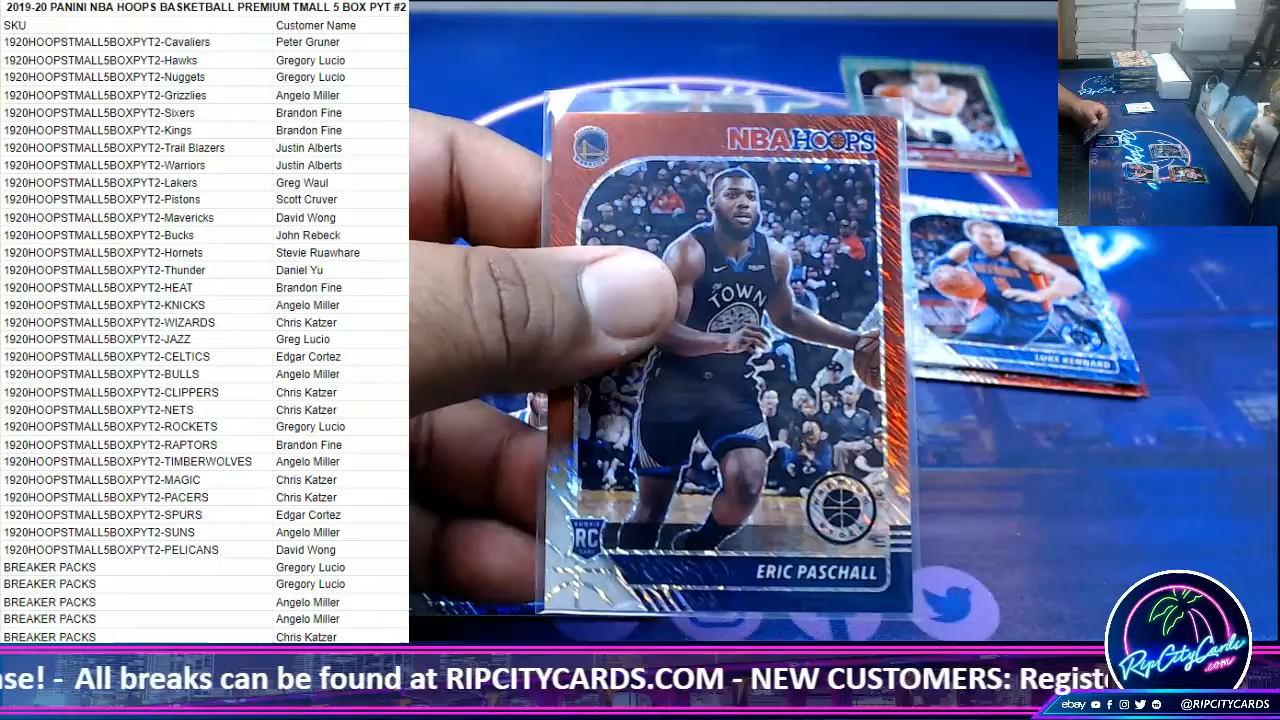 2019-20 PANINI NBA HOOPS BASKETBALL PREMIUM TMALL 5 BOX PYT #2
SKU Customer Name
1920HOOPSTMALL5BOXPYT2-Cavaliers Peter Gruner
1920HOOPSTMALL5BOXPYT2-Hawks Gregory Lucio
1920HOOPSTMALL5BOXPYT2-Nuggets Gregory Lucio
1920HOOPSTMALL5BOXPYT2-Grizzlies Angelo Miller
1920HOOPSTMALL5BOXPYT2-Sixers Brandon Fine
1920HOOPSTMALL5BOXPYT2-Kings Brandon Fine
1920HOOPSTMALL5BOXPYT2-Trail Blazers Justin Alberts
1920HOOPSTMALL5BOXPYT2-Warriors Justin Alberts
1920HOOPSTMALL5BOXPYT2-Lakers Greg Waul
1920HOOPSTMALL5BOXPYT2-Pistons Scott Cruver
1920HOOPSTMALL5BOXPYT2-Mavericks David Wong
1920HOOPSTMALL5BOXPYT2-Bucks John Rebeck
1920HOOPSTMALL5BOXPYT2-Hornets Stevie Ruawhare
1920HOOPSTMALL5BOXPYT2-Thunder Daniel Yu
1920HOOPSTMALL5BOXPYT2-HEAT Brandon Fine
1920HOOPSTMALL5BOXPYT2-KNICKS Angelo Miller
1920HOOPSTMALL5BOXPYT2-WIZARDS Chris Katzer
1920HOOPSTMALL5BOXPYT2-JAZZ Greg Lucio
1920HOOPSTMALL5BOXPYT2-CELTICS Edgar Cortez
1920HOOPSTMALL5BOXPYT2-BULLS Angelo Miller
1920HOOPSTMALL5BOXPYT2-CLIPPERS Chris Katzer
1920HOOPSTMALL5BOXPYT2-NETS Chris Katzer
1920HOOPSTMALL5BOXPYT2-ROCKETS Gregory Lucio
1920HOOPSTMALL5BOXPYT2-RAPTORS Brandon Fine
1920HOOPSTMALL5BOXPYT2-TIMBERWOLVES Angelo Miller
1920HOOPSTMALL5BOXPYT2-MAGIC Chris Katzer
1920HOOPSTMALL5BOXPYT2-PACERS Chris Katzer
1920HOOPSTMALL5BOXPYT2-SPURS Edgar Cortez
1920HOOPSTMALL5BOXPYT2-SUNS Angelo Miller
1920HOOPSTMALL5BOXPYT2-PELICANS David Wong
BREAKER PACKS Gregory Lucio
BREAKER PACKS Gregory Lucio
BREAKER PACKS Angelo Miller
BREAKER PACKS Angelo Miller
BREAKER PACKS Chris Katzer
NBA HOOPS
The TOWN
RC
ERIC PASCHALL
LUKE KENNARD
RipCityCards .com
se! - All breaks can be found at RIPCITYCARDS.COM - NEW CUSTOMERS: Regist
ebay @RIPCITYCARDS